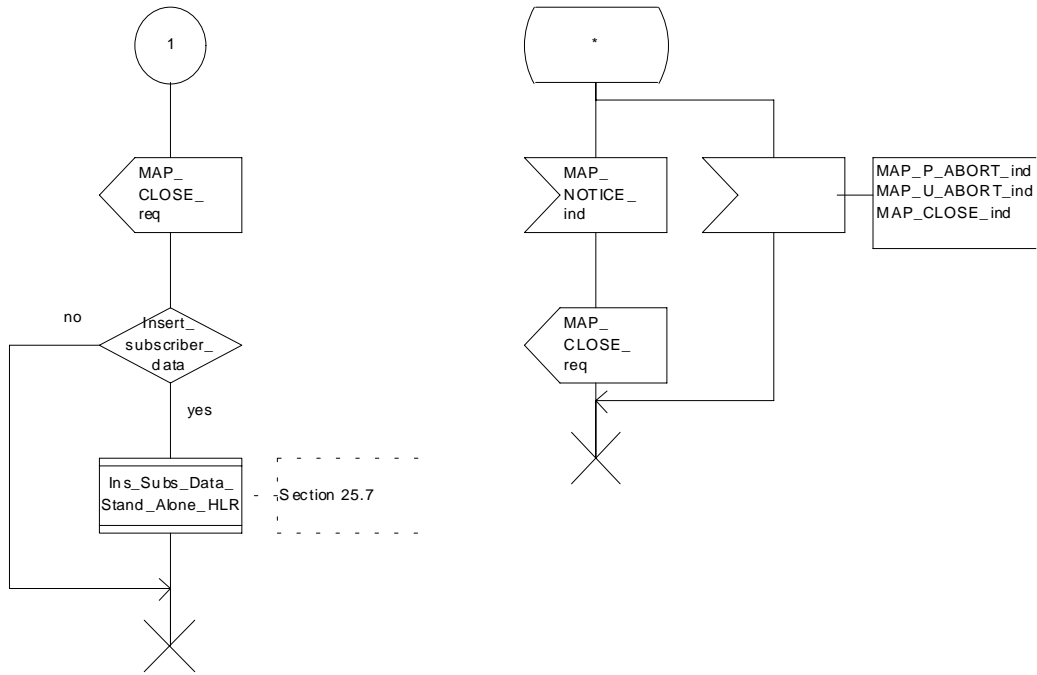 1
MAP_
CLOSE_
req
no
Insert_
subscriber_
data
yes
Ins_Subs_Data_
Stand_Alone_HLR
Section 25.7
*
MAP_
NOTICE_
ind
MAP_P_ABORT_ind
MAP_U_ABORT_ind
MAP_CLOSE_ind
MAP_
CLOSE_
req